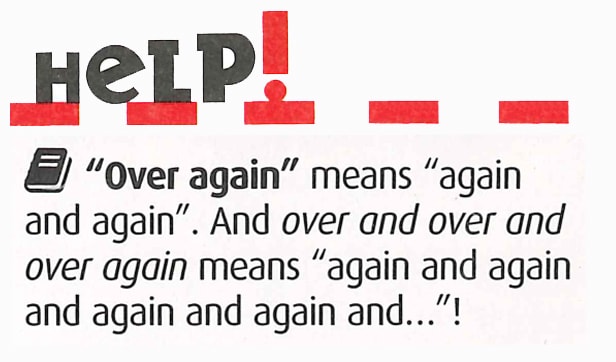 HeLP!
“Over again” means “again
and again”. And over and over and
over again means “again and again
and again and again and...”!